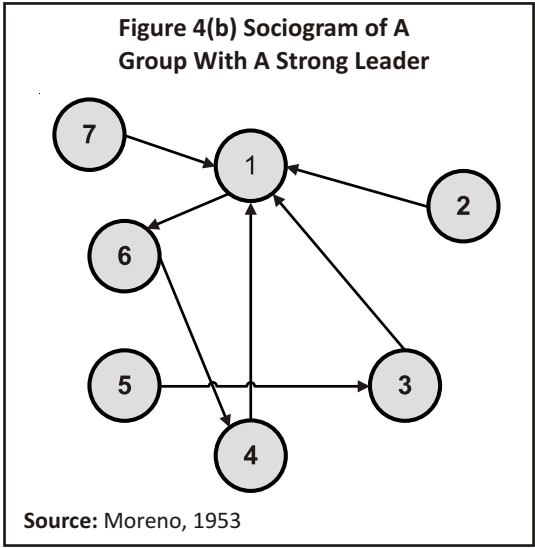 Figure 4(b) Sociogram of A
Group With A Strong Leader
7
1
2
6
5
3
4
Source: Moreno, 1953